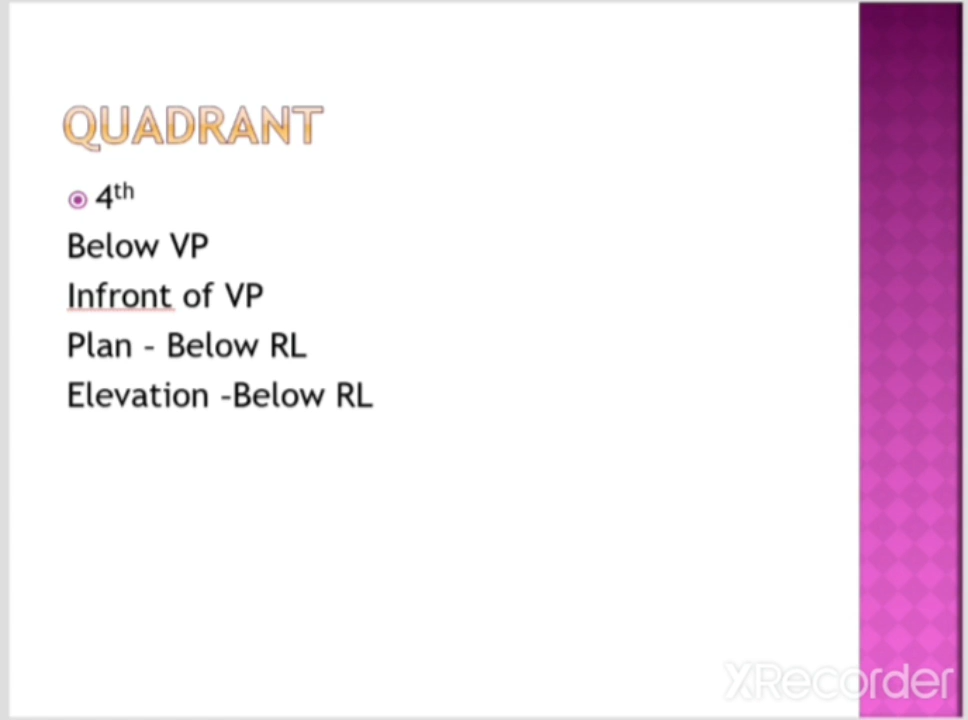 QUADRANT
4th
Below VP
Infront of VP
Plan - Below RL
Elevation -Below RL
XRecorder